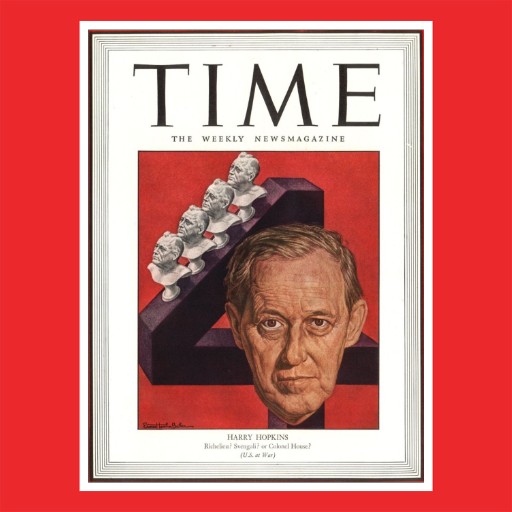 TIME
THE WEEKLY NEWSMAGAZINE
HARRY HOPKINS
Richelieu? Svengali? or Colonel House?
(U.S. at War)